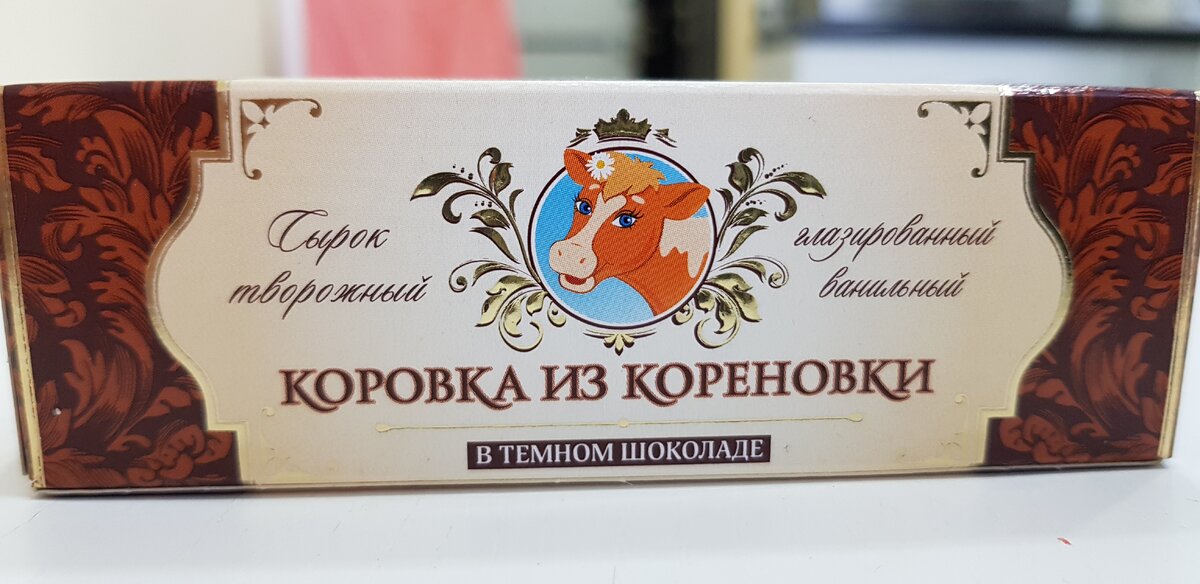 Сырок
творожный
глазированный
ванильный
КОРОВКА ИЗ КОРЕНОВКИ
В ТЕМНОМ ШОКОЛАДЕ